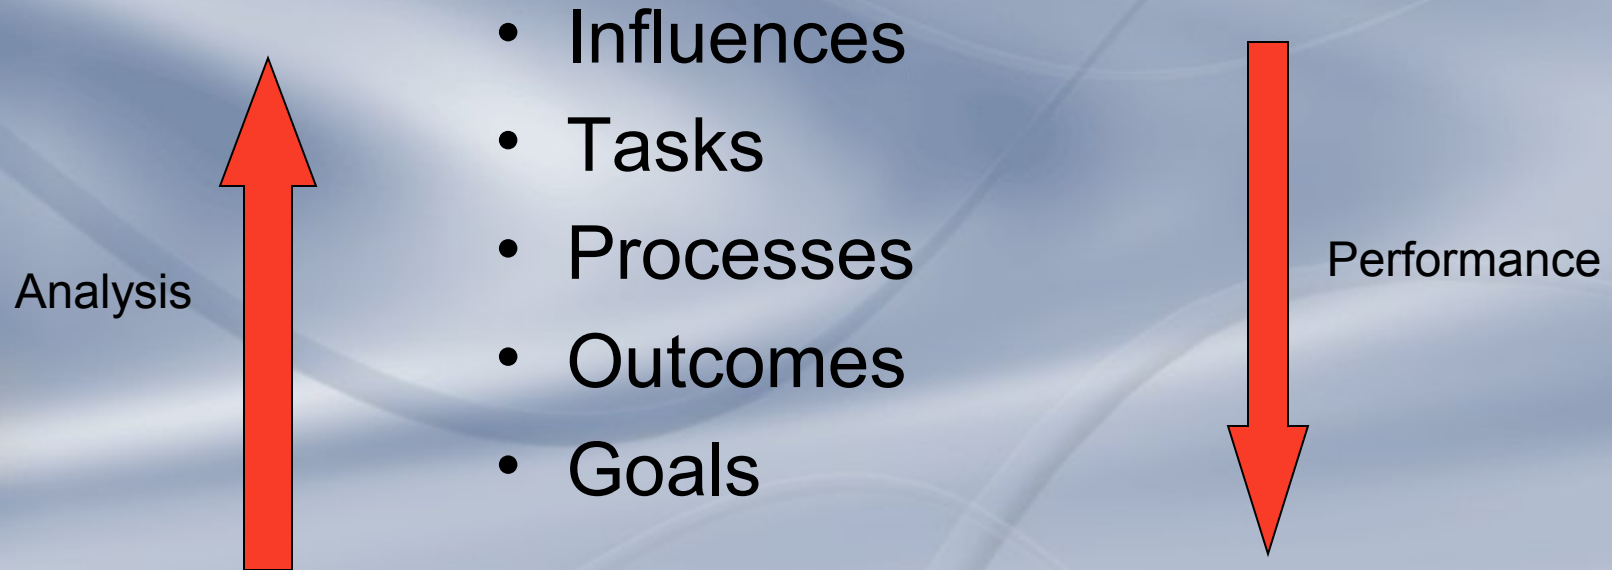 • Influences
• Tasks
• Processes
• Outcomes
• Goals
Analysis
Performance